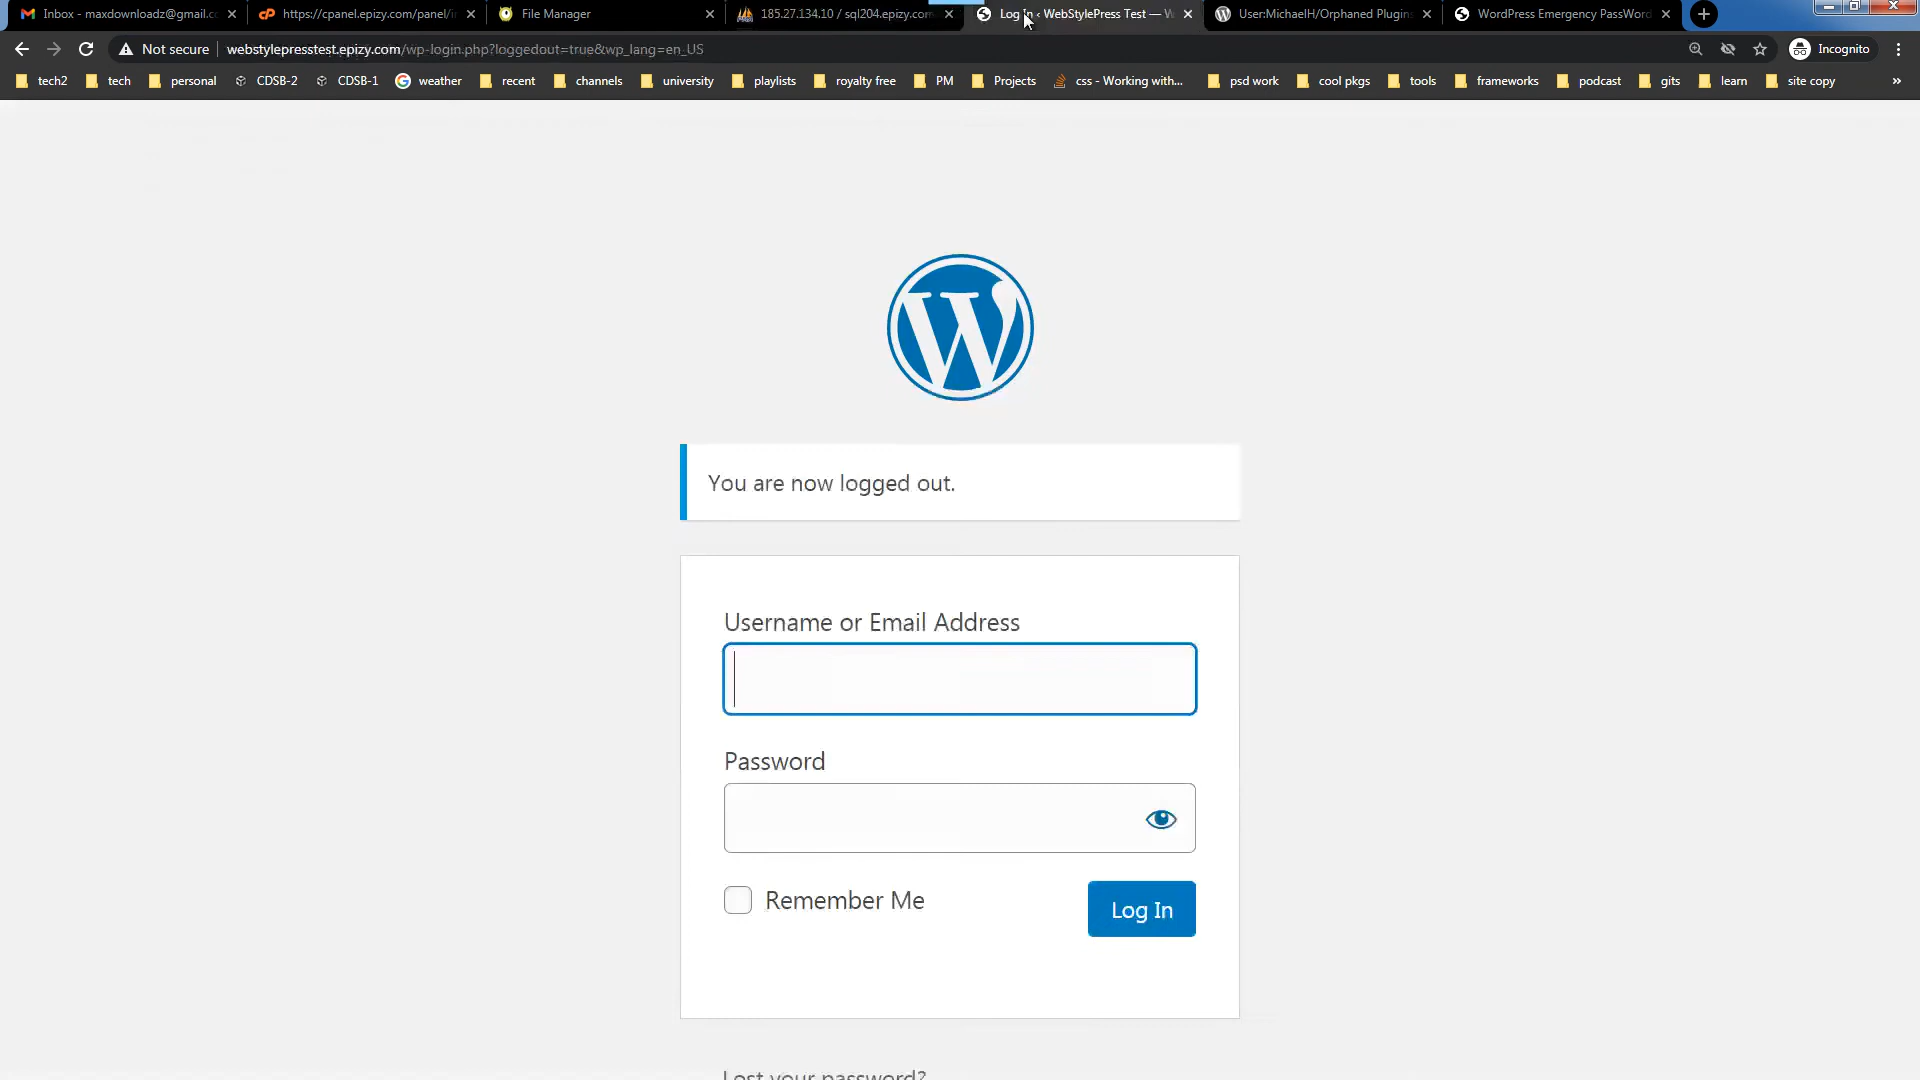 Inbox - maxdownloadz@gmail.c
https://cpanel.epizy.com/panel/i
File Manager
185.27.134.10 / sql204.epizy.com
Log In ‹ WebStylePress Test — W
User:MichaelH/Orphaned Plugins
WordPress Emergency PassWord
Not secure
webstylepresstest.epizy.com/wp-login.php?loggedout=true&wp_lang=en_US
Incognito
tech2
tech
personal
CDSB-2
CDSB-1
weather
recent
channels
university
playlists
royalty free
PM
Projects
css - Working with...
psd work
cool pkgs
tools
frameworks
podcast
gits
learn
site copy
»
You are now logged out.
Username or Email Address
Password
Remember Me
Log In
Lost your password?